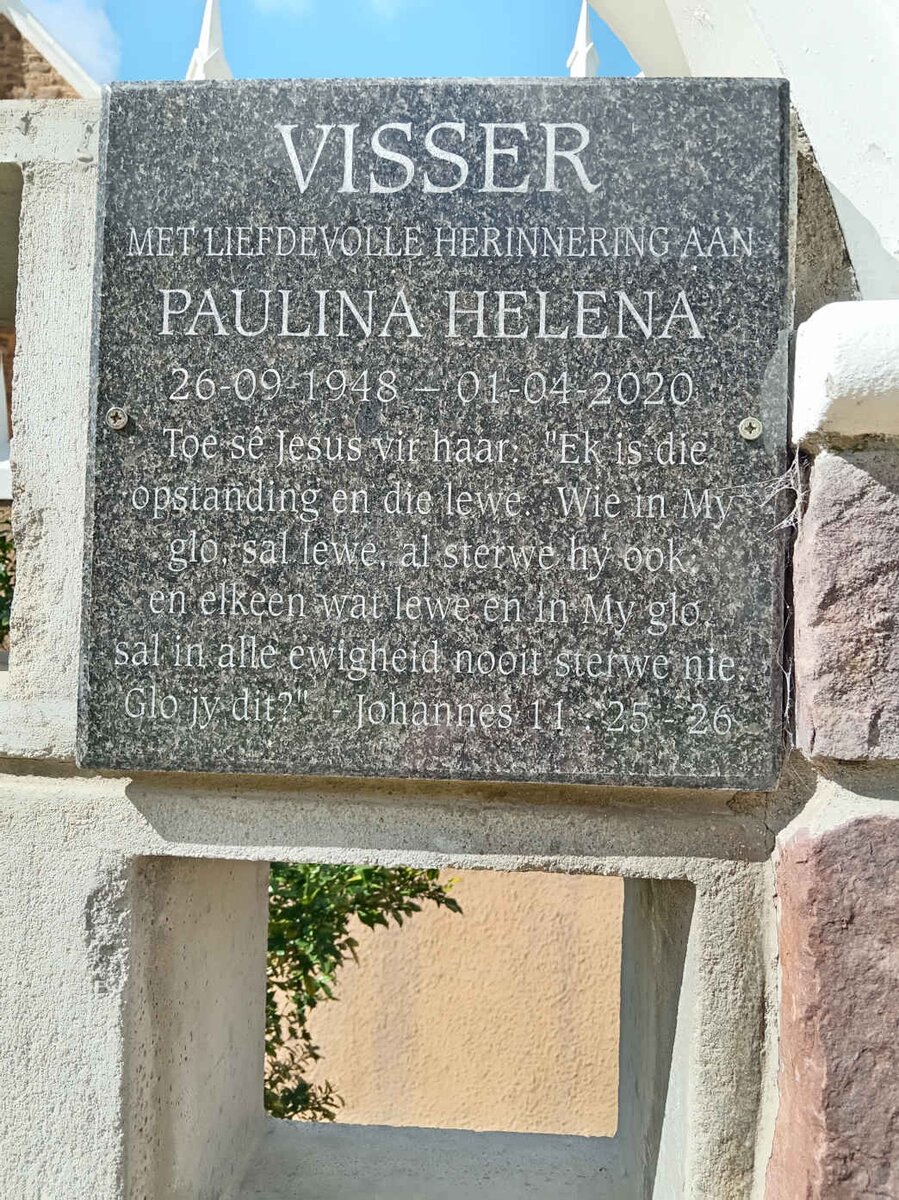 VISSER
MET LIEFDEVOLLE HERINNERING AAN
PAULINA HELENA
26-09-1948 – 01-04-2020
Toe sê Jesus vir haar: "Ek is die
opstanding en die lewe. Wie in My
glo, sal lewe, al sterwe hy ook
en elkeen wat lewe en in My glo,
sal in alle ewigheid nooit sterwe nie.
Glo jy dit?" - Johannes 11 : 25 - 26